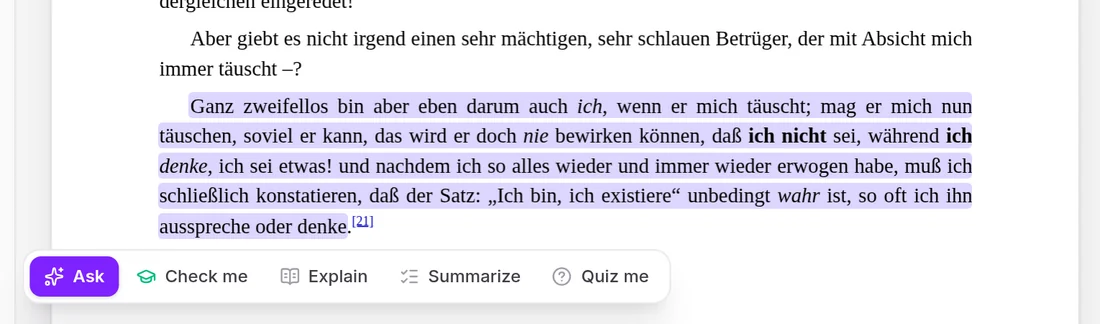 dergleichen eingeredet!
Aber giebt es nicht irgend einen sehr mächtigen, sehr schlauen Betrüger, der mit Absicht mich
immer täuscht –?
Ganz zweifellos bin aber eben darum auch ich, wenn er mich täuscht; mag er mich nun
täuschen, soviel er kann, das wird er doch nie bewirken können, daß ich nicht sei, während ich
denke, ich sei etwas! und nachdem ich so alles wieder und immer wieder erwogen habe, muß ich
schließlich konstatieren, daß der Satz: „Ich bin, ich existiere“ unbedingt wahr ist, so oft ich ihn
ausspreche oder denke.[21]
Ask Check me Explain Summarize Quiz me